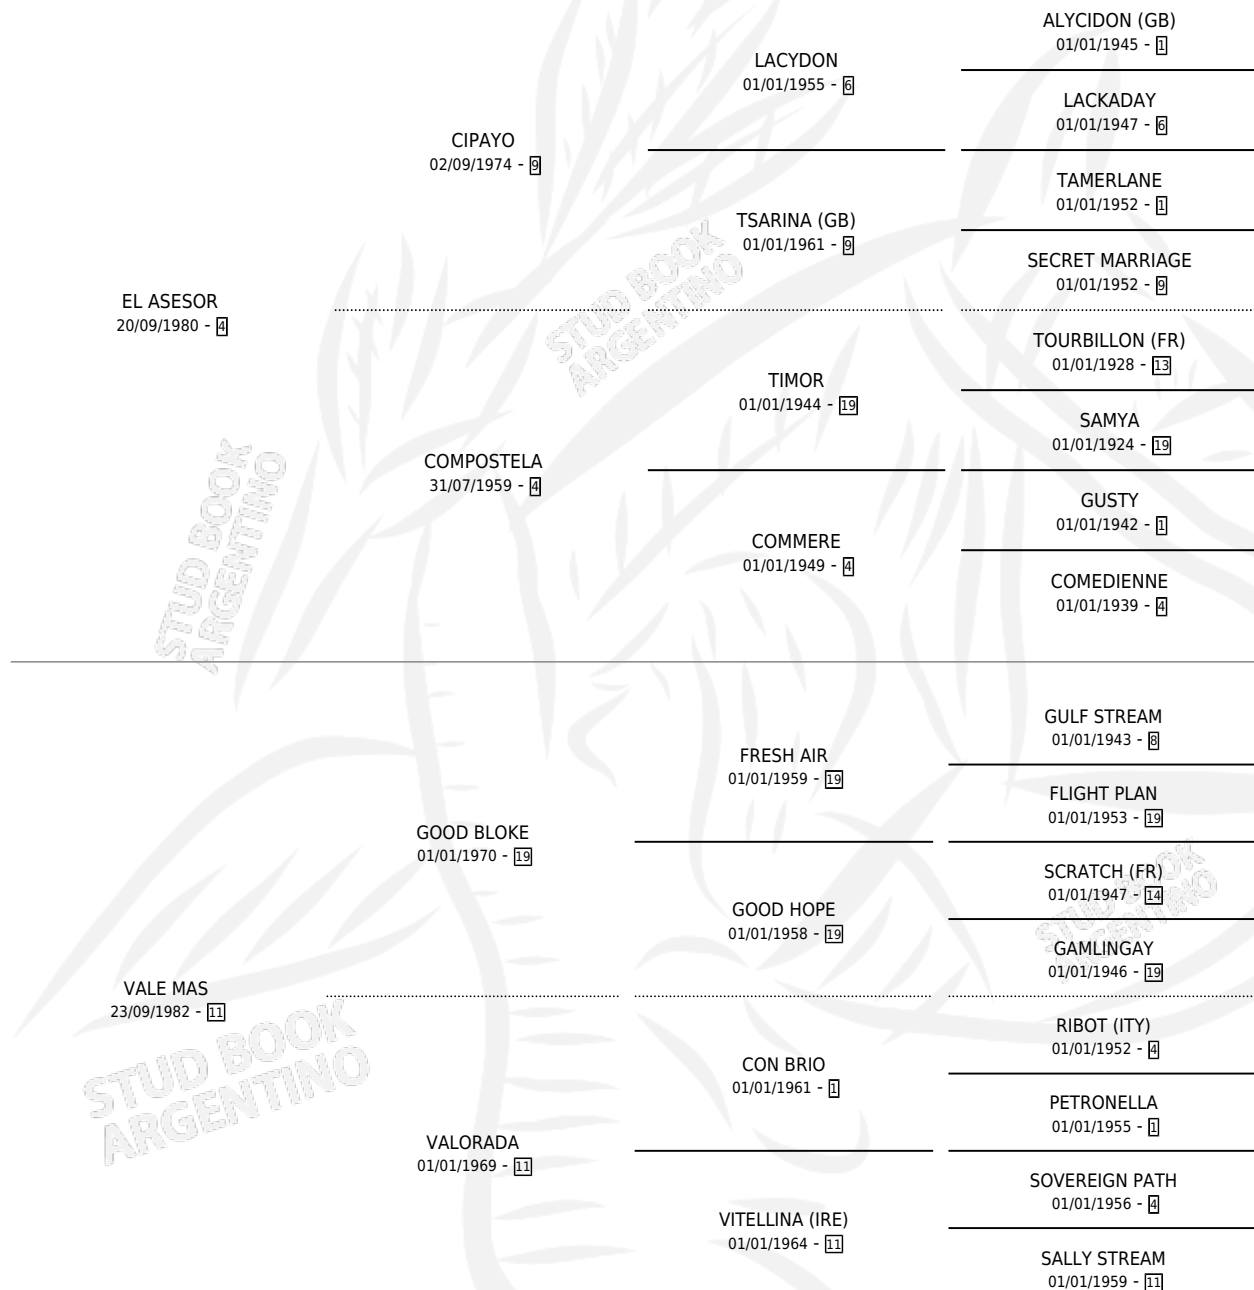 ALYCIDON (GB)
01/01/1945 - 1
LACYDON
01/01/1955 - 6
LACKADAY
01/01/1947 - 6
CIPAYO
02/09/1974 - 9
TAMERLANE
01/01/1952 - 1
TSARINA (GB)
01/01/1961 - 9
SECRET MARRIAGE
01/01/1952 - 9
EL ASESOR
20/09/1980 - 4
TOURBILLON (FR)
01/01/1928 - 13
TIMOR
01/01/1944 - 19
SAMYA
01/01/1924 - 19
COMPOSTELA
31/07/1959 - 4
GUSTY
01/01/1942 - 1
COMMERE
01/01/1949 - 4
COMEDIENNE
01/01/1939 - 4
GULF STREAM
01/01/1943 - 8
FRESH AIR
01/01/1959 - 19
FLIGHT PLAN
01/01/1953 - 19
GOOD BLOKE
01/01/1970 - 19
SCRATCH (FR)
01/01/1947 - 14
GOOD HOPE
01/01/1958 - 19
GAMLINGAY
01/01/1946 - 19
VALE MAS
23/09/1982 - 11
RIBOT (ITY)
01/01/1952 - 4
CON BRIO
01/01/1961 - 1
PETRONELLA
01/01/1955 - 1
VALORADA
01/01/1969 - 11
SOVEREIGN PATH
01/01/1956 - 4
VITELLINA (IRE)
01/01/1964 - 11
SALLY STREAM
01/01/1959 - 11
STUD BOOK
ARGENTINO
STUD BOOK
ARGENTINO
STUD BOOK
ARGENTINO
STUD BOOK
ARGENTINO